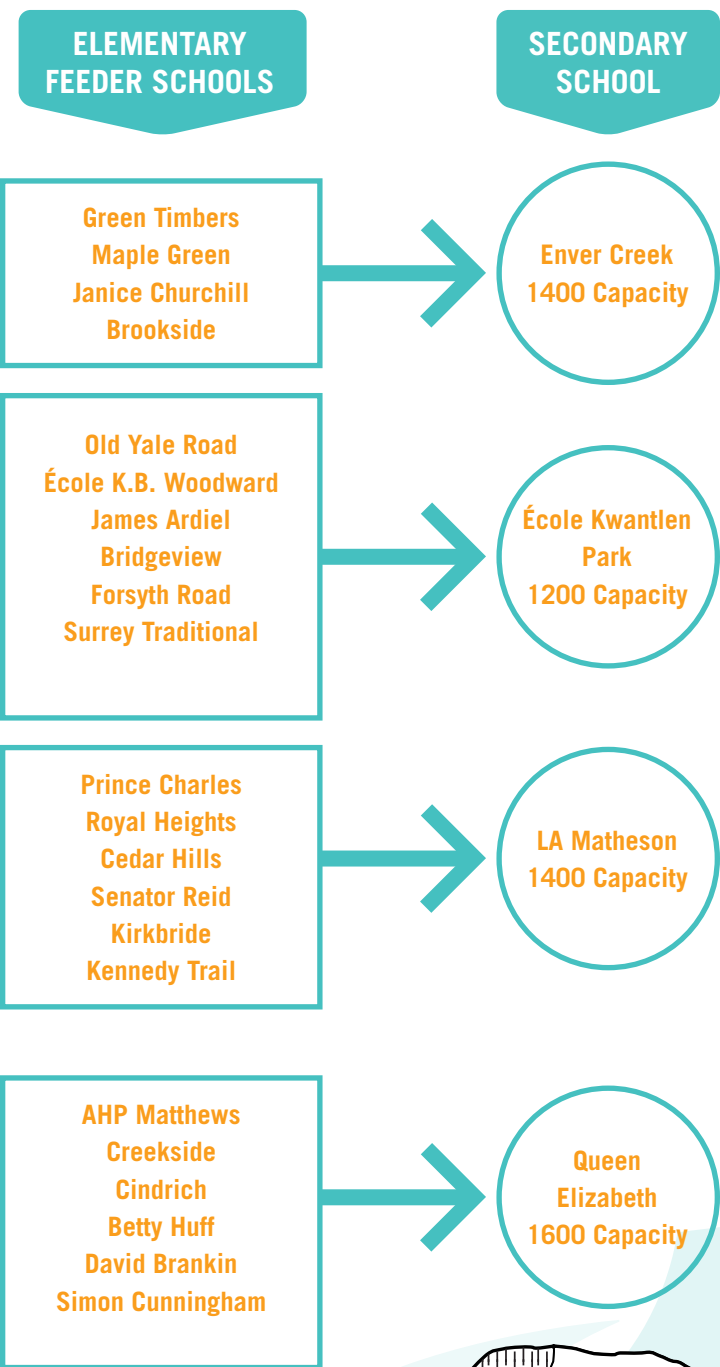 ELEMENTARY
FEEDER SCHOOLS
SECONDARY
SCHOOL
Green Timbers
Maple Green
Janice Churchill
Brookside
Enver Creek
1400 Capacity
Old Yale Road
École K.B. Woodward
James Ardiel
Bridgeview
Forsyth Road
Surrey Traditional
École Kwantlen
Park
1200 Capacity
Prince Charles
Royal Heights
Cedar Hills
Senator Reid
Kirkbride
Kennedy Trail
LA Matheson
1400 Capacity
AHP Matthews
Creekside
Cindrich
Betty Huff
David Brankin
Simon Cunningham
Queen
Elizabeth
1600 Capacity